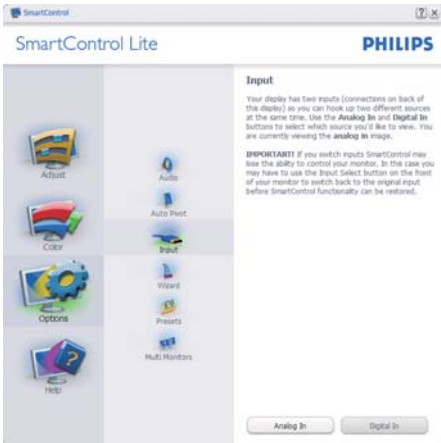 SmartControl
SmartControl Lite
PHILIPS
Adjust
Color
Options
Help
Audio
Auto Pivot
Input
Wizard
Presets
Multi Monitors
Input
Your display has two inputs (connections on back of
this display) so you can hook up two different sources
at the same time. Use the Analog In and Digital In
buttons to select which source you'd like to view. You
are currently viewing the analog in image.
IMPORTANT! If you switch inputs SmartControl may
lose the ability to control your monitor. In this case you
may have to use the Input Select button on the front
of your monitor to switch back to the original input
before SmartControl functionality can be restored.
Analog In
Digital In